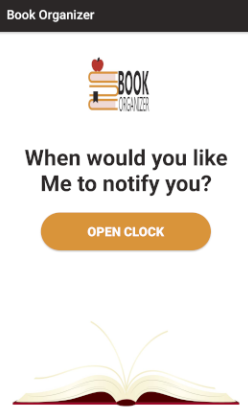 Book Organizer
BOOK
ORGANIZER
When would you like
Me to notify you?
OPEN CLOCK